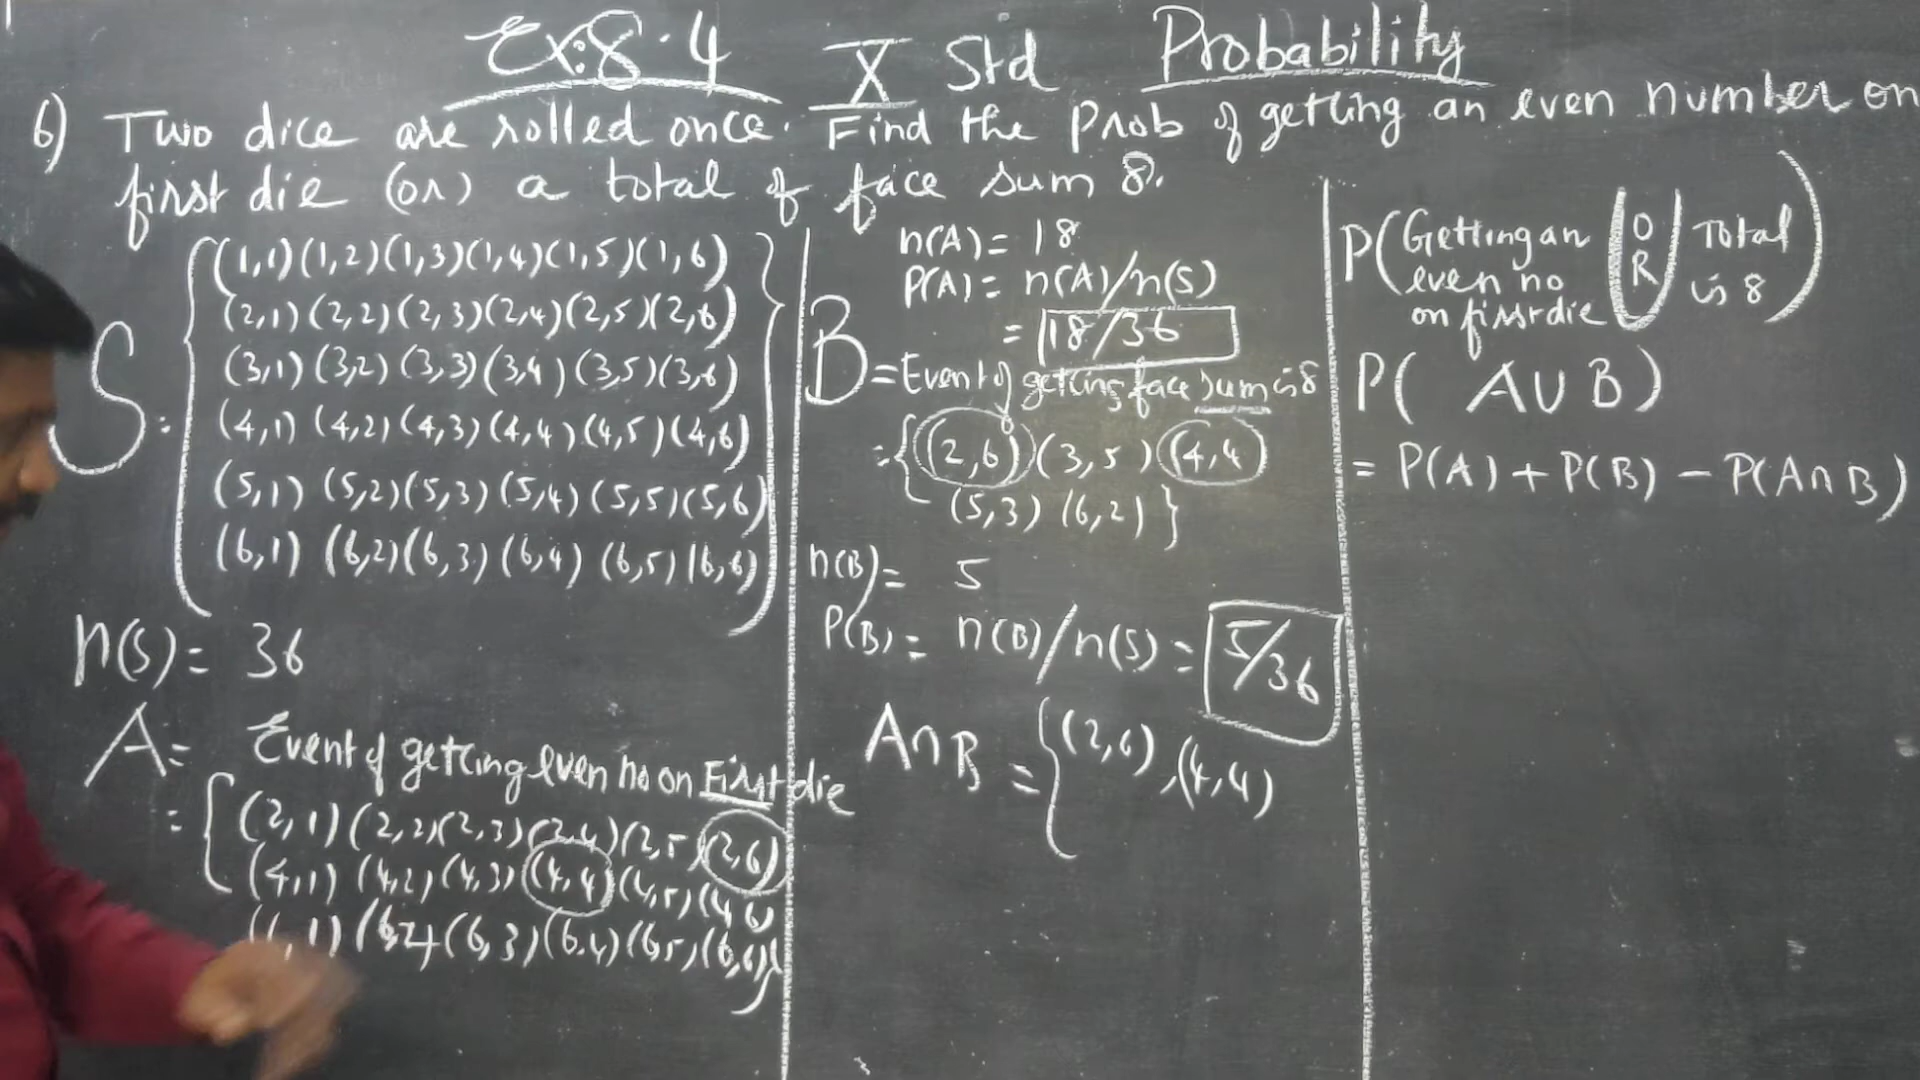 Ex:8.4 X Std Probability
6) Two dice are rolled once. Find the Prob of getting an even number on
first die (or) a total of face sum 8.
S = { (1,1)(1,2)(1,3)(1,4)(1,5)(1,6)
(2,1)(2,2)(2,3)(2,4)(2,5)(2,6)
(3,1)(3,2)(3,3)(3,4)(3,5)(3,6)
(4,1)(4,2)(4,3)(4,4)(4,5)(4,6)
(5,1)(5,2)(5,3)(5,4)(5,5)(5,6)
(6,1)(6,2)(6,3)(6,4)(6,5)(6,6) }
n(S) = 36
A = Event of getting even no on First die
= { (2,1)(2,2)(2,3)(2,4)(2,5)(2,6)
(4,1)(4,2)(4,3)(4,4)(4,5)(4,6)
(6,1)(6,2)(6,3)(6,4)(6,5)(6,6) }
n(A) = 18
P(A) = n(A)/n(S)
= 18/36
B = Event of getting face sum is 8
= { (2,6)(3,5)(4,4)
(5,3)(6,2) }
n(B) = 5
P(B) = n(B)/n(S) = 5/36
A∩B = { (2,6),(4,4)
P(Getting an even no on first die OR Total is 8)
P( A∪B )
= P(A) + P(B) - P(A∩B)